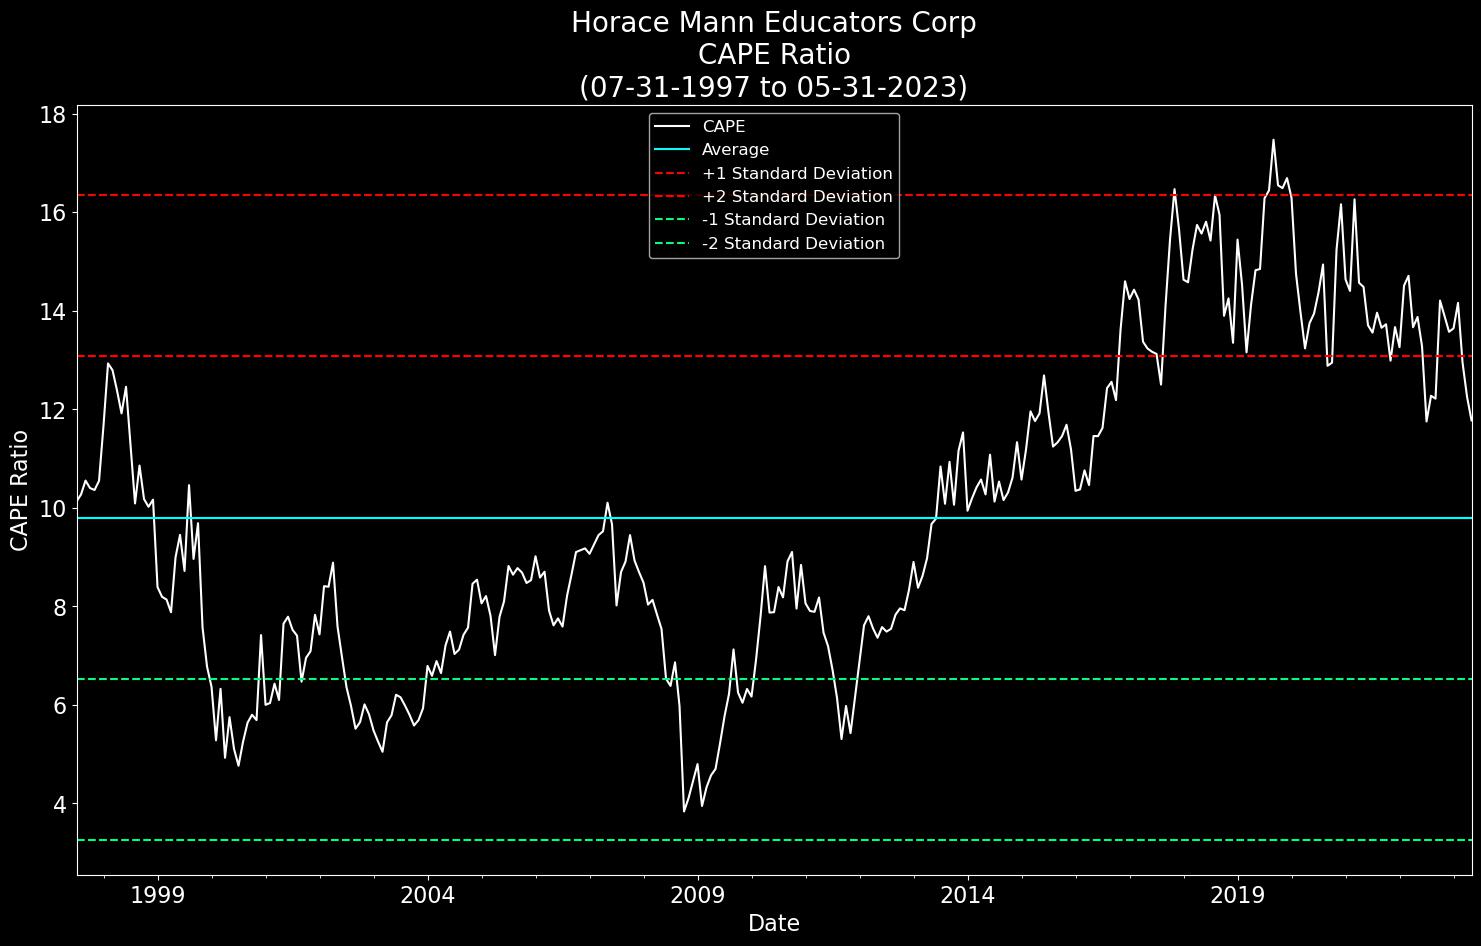 Horace Mann Educators Corp
CAPE Ratio
(07-31-1997 to 05-31-2023)
CAPE
Average
+1 Standard Deviation
+2 Standard Deviation
-1 Standard Deviation
-2 Standard Deviation
18
16
14
12
10
8
6
4
CAPE Ratio
1999
2004
2009
2014
2019
Date